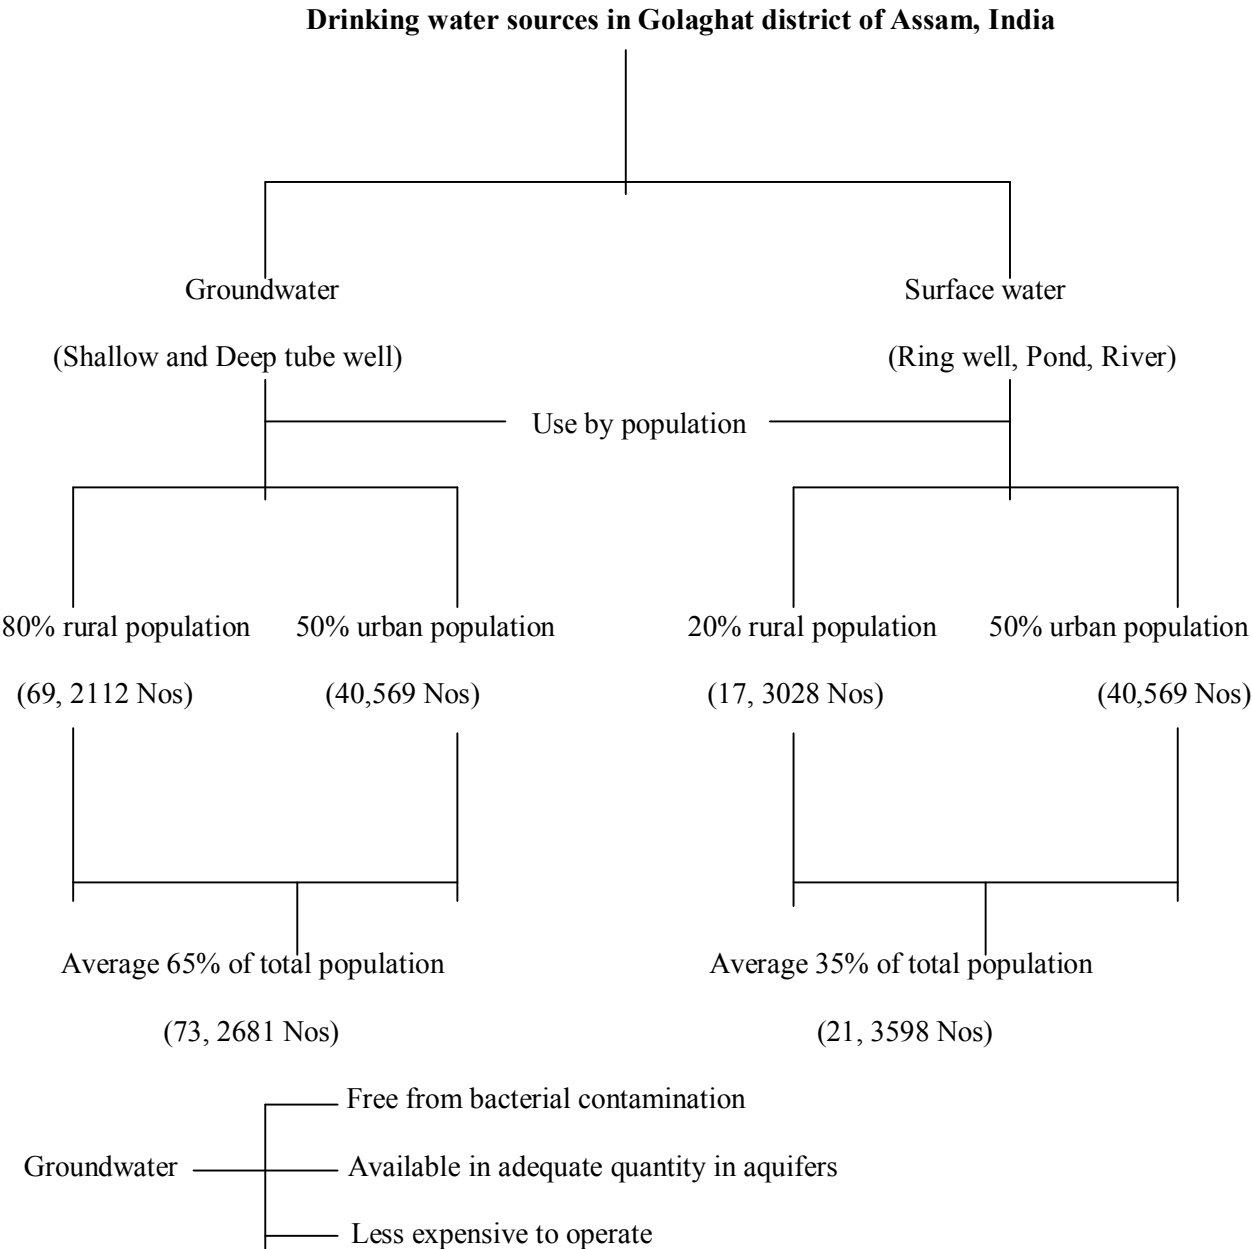 Drinking water sources in Golaghat district of Assam, India
Groundwater
Surface water
(Shallow and Deep tube well)
(Ring well, Pond, River)
Use by population
80% rural population
50% urban population
20% rural population
50% urban population
(69, 2112 Nos)
(40,569 Nos)
(17, 3028 Nos)
(40,569 Nos)
Average 65% of total population
Average 35% of total population
(73, 2681 Nos)
(21, 3598 Nos)
Free from bacterial contamination
Groundwater
Available in adequate quantity in aquifers
Less expensive to operate